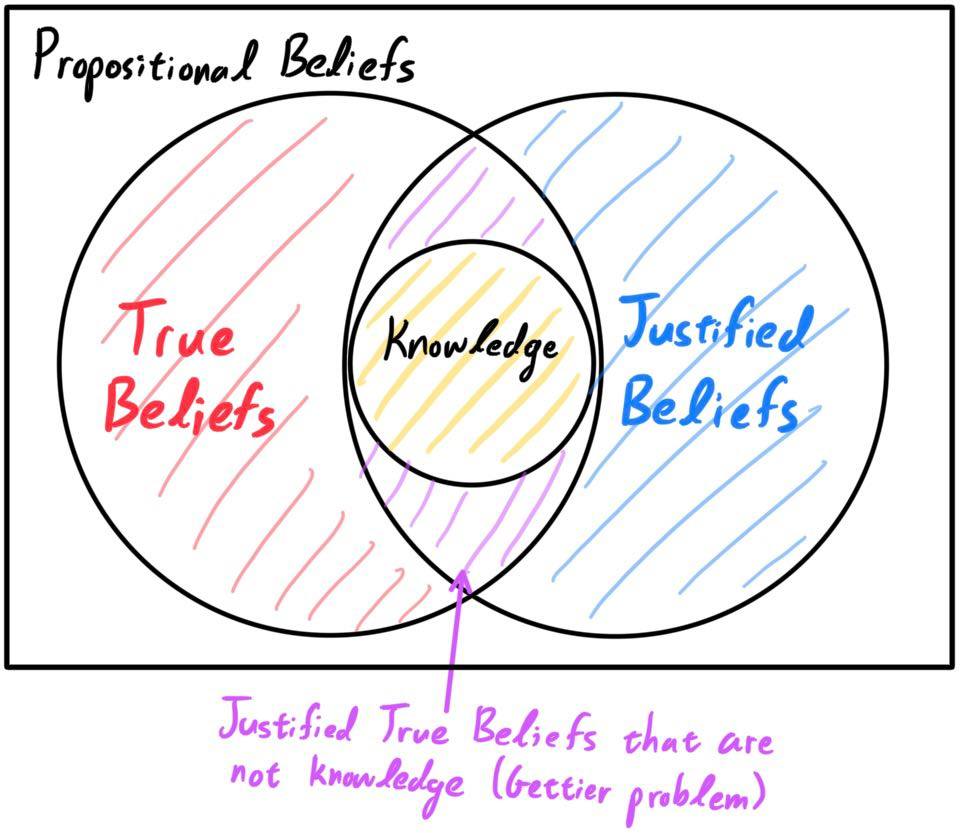 Propositional Beliefs
True
Beliefs
Knowledge
Justified
Beliefs
Justified True Beliefs that are
not knowledge (Gettier problem)